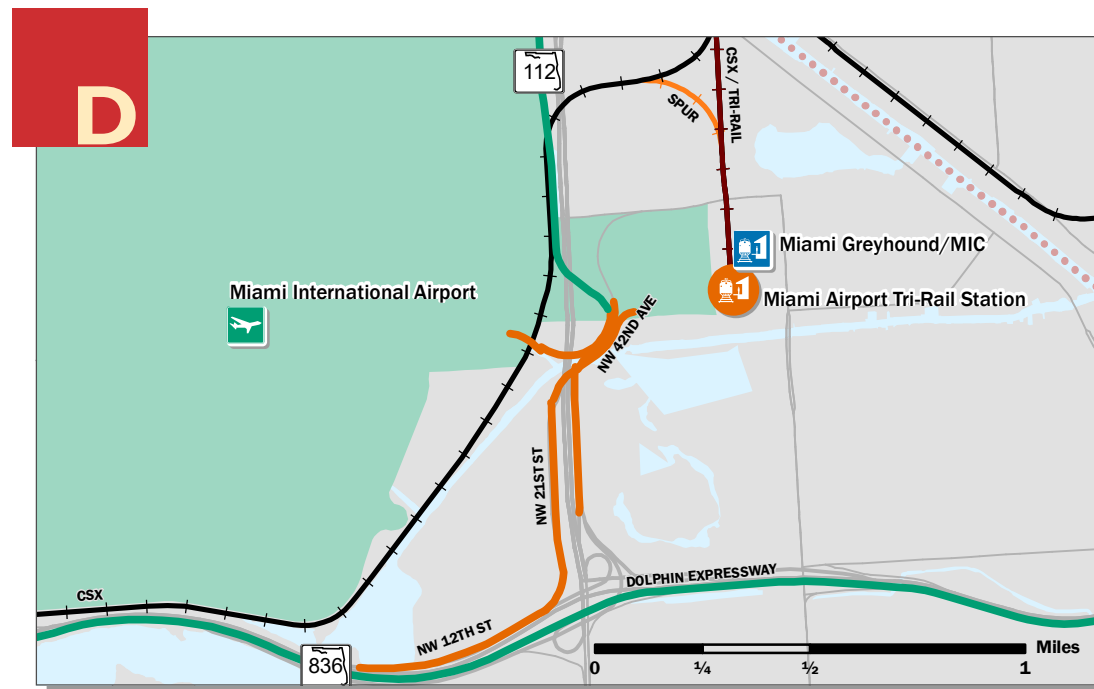 D
112
CSX / TRI-RAIL
SPUR
Miami Greyhound/MIC
Miami International Airport
Miami Airport Tri-Rail Station
NW 42ND AVE
NW 21ST ST
DOLPHIN EXPRESSWAY
CSX
NW 12TH ST
836
Miles
0 ¼ ½ 1